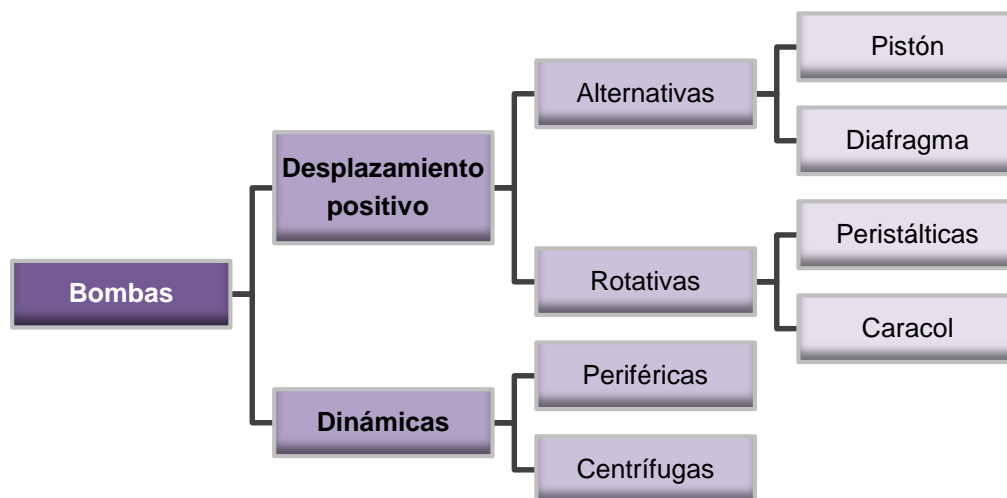 Bombas
Desplazamiento
positivo
Alternativas
Pistón
Diafragma
Rotativas
Peristálticas
Caracol
Dinámicas
Periféricas
Centrífugas